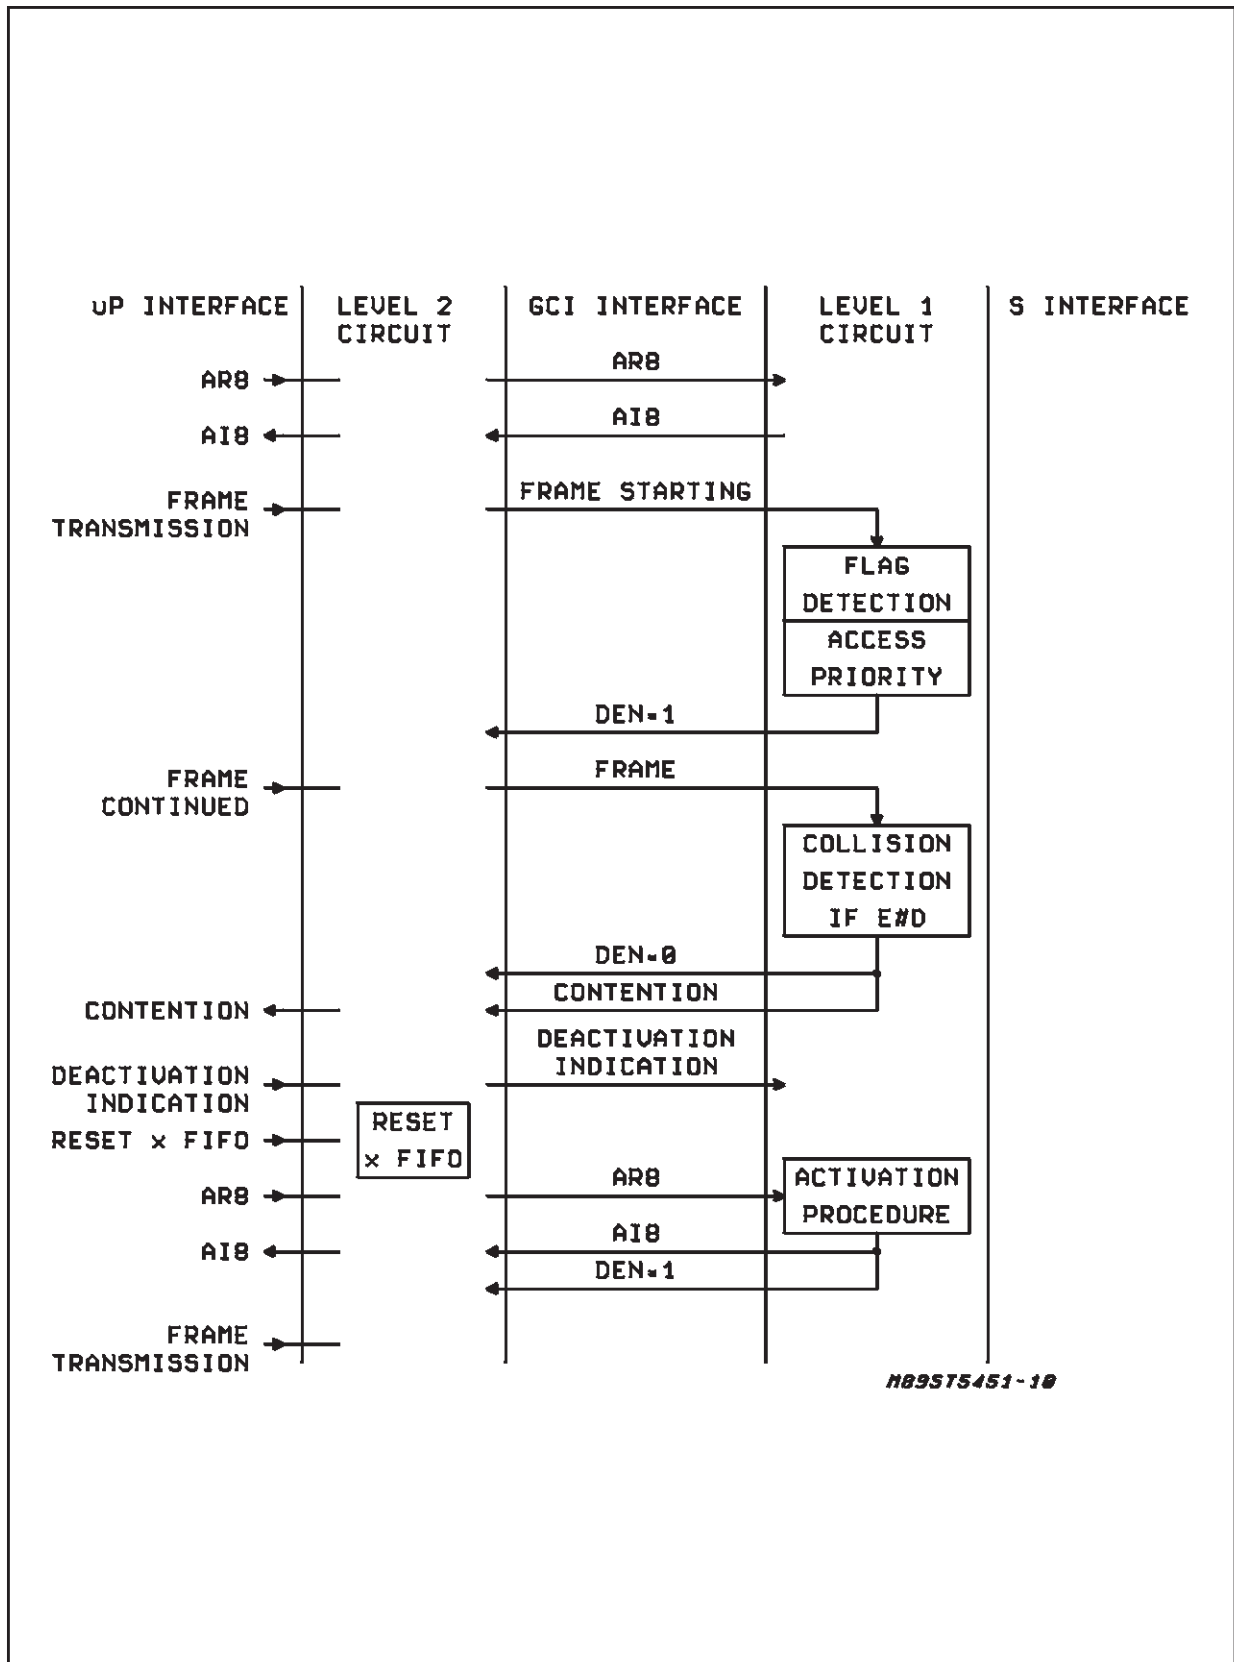 uP INTERFACE
LEVEL 2
CIRCUIT
GCI INTERFACE
LEVEL 1
CIRCUIT
S INTERFACE
AR8
AR8
AI8
AI8
FRAME
TRANSMISSION
FRAME STARTING
FLAG
DETECTION
ACCESS
PRIORITY
DEN=1
FRAME
CONTINUED
FRAME
COLLISION
DETECTION
IF E#D
DEN=0
CONTENTION
CONTENTION
DEACTIVATION
INDICATION
DEACTIVATION
INDICATION
RESET x FIFO
RESET
x FIFO
AR8
AR8
ACTIVATION
PROCEDURE
AI8
AI8
DEN=1
FRAME
TRANSMISSION
M89ST5451-10